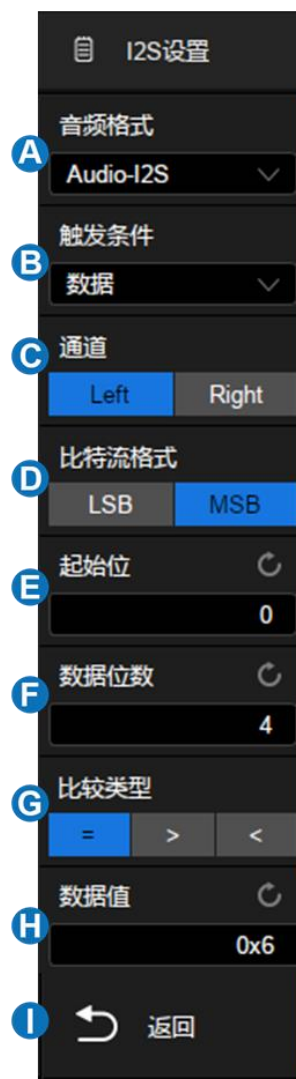 I2S设置
A
音频格式
Audio-I2S
B
触发条件
数据
C
通道
Left Right
D
比特流格式
LSB MSB
E
起始位
0
F
数据位数
4
G
比较类型
= > <
H
数据值
0x6
I
返回